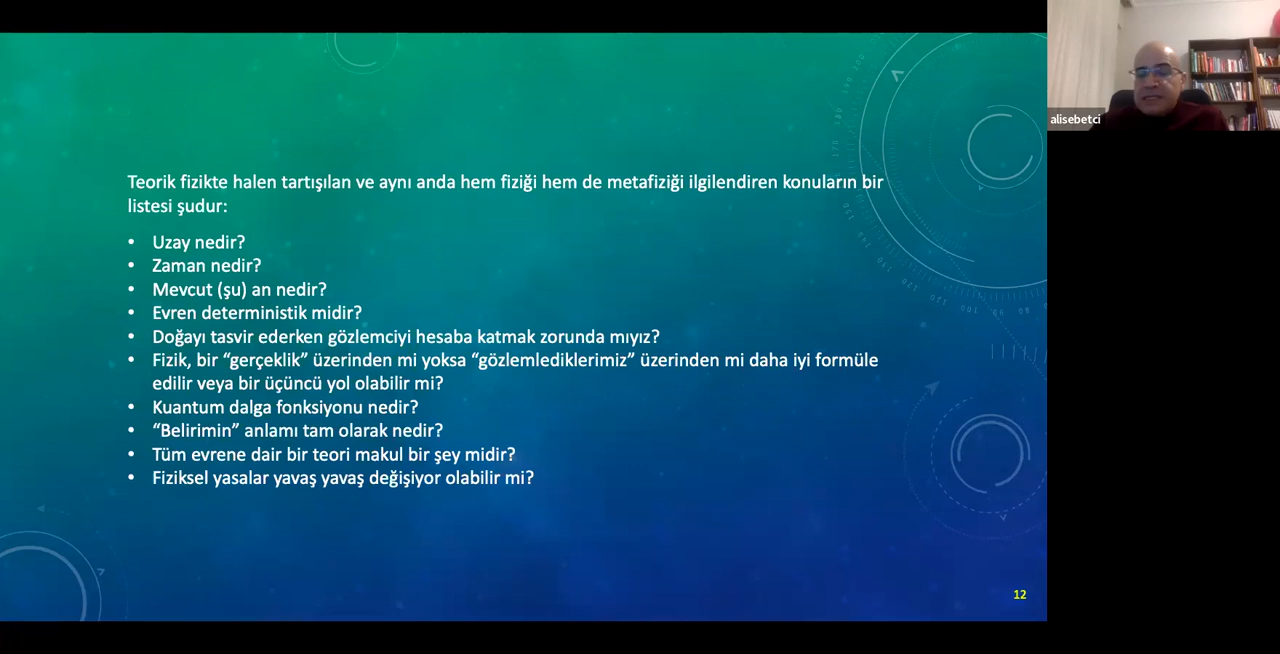 Teorik fizikte halen tartışılan ve aynı anda hem fiziği hem de metafiziği ilgilendiren konuların bir
listesi şudur:
• Uzay nedir?
• Zaman nedir?
• Mevcut (şu) an nedir?
• Evren deterministik midir?
• Doğayı tasvir ederken gözlemciyi hesaba katmak zorunda mıyız?
• Fizik, bir “gerçeklik” üzerinden mi yoksa “gözlemlediklerimiz” üzerinden mi daha iyi formüle
edilir veya bir üçüncü yol olabilir mi?
• Kuantum dalga fonksiyonu nedir?
• “Belirimin” anlamı tam olarak nedir?
• Tüm evrene dair bir teori makul bir şey midir?
• Fiziksel yasalar yavaş yavaş değişiyor olabilir mi?
12
alisebetci